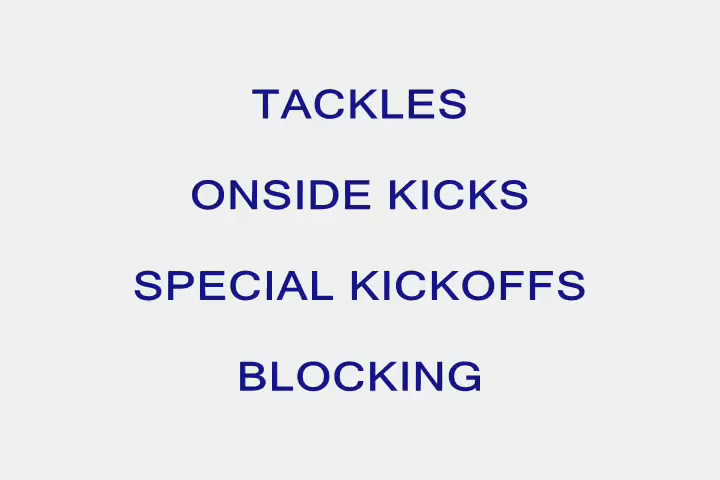 TACKLES
ONSIDE KICKS
SPECIAL KICKOFFS
BLOCKING